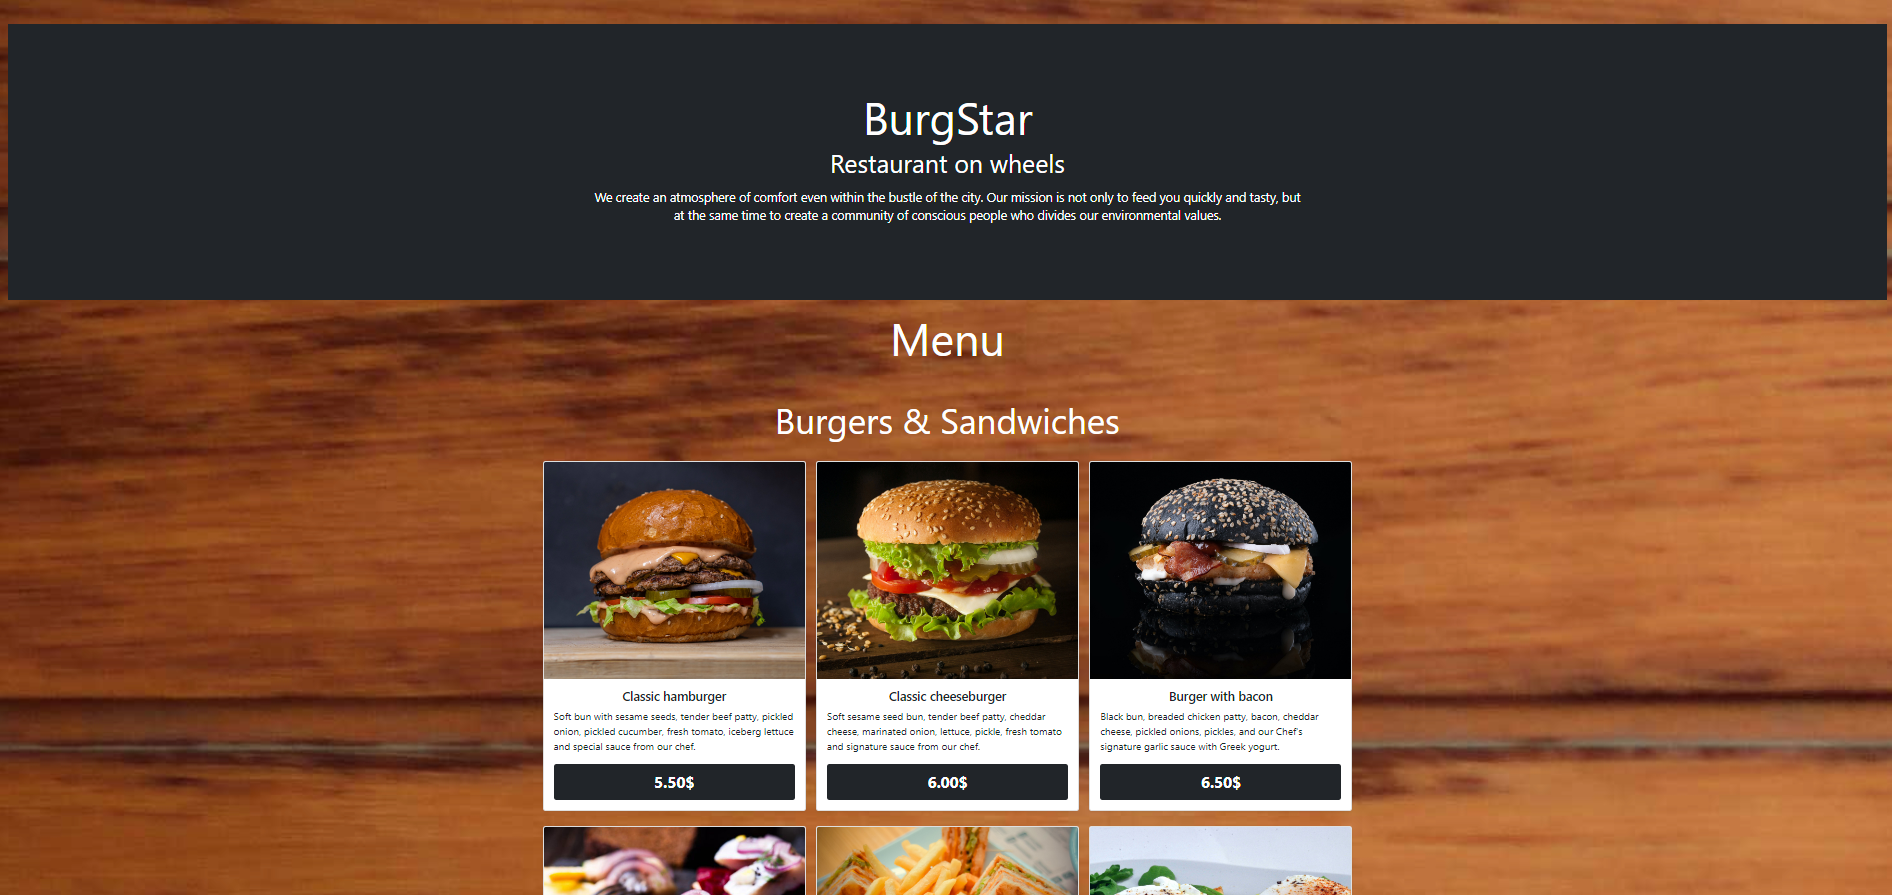 BurgStar
Restaurant on wheels
We create an atmosphere of comfort even within the bustle of the city. Our mission is not only to feed you quickly and tasty, but
at the same time to create a community of conscious people who divides our environmental values.
Menu
Burgers & Sandwiches
Classic hamburger
Soft bun with sesame seeds, tender beef patty, pickled
onion, pickled cucumber, fresh tomato, iceberg lettuce
and special sauce from our chef.
5.50$
Classic cheeseburger
Soft sesame seed bun, tender beef patty, cheddar
cheese, marinated onion, lettuce, pickle, fresh tomato
and signature sauce from our chef.
6.00$
Burger with bacon
Black bun, breaded chicken patty, bacon, cheddar
cheese, pickled onions, pickles, and our Chef's
signature garlic sauce with Greek yogurt.
6.50$